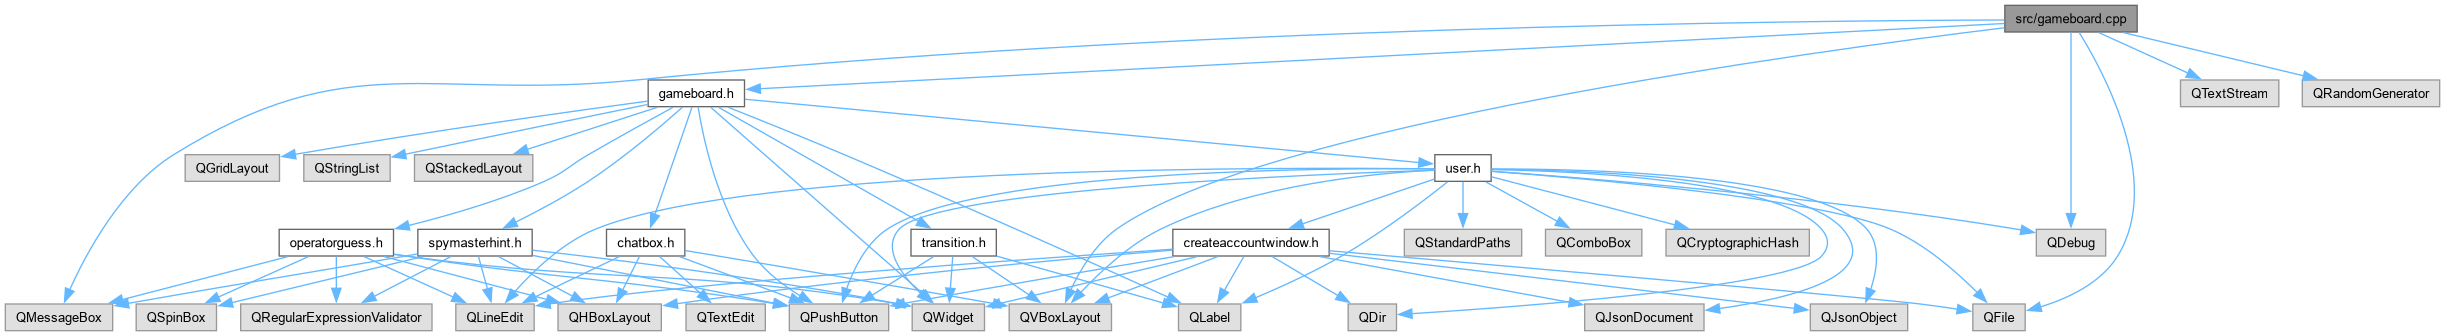 src/gameboard.cpp
gameboard.h
QTextStream
QRandomGenerator
QGridLayout
QStringList
QStackedLayout
user.h
operatorguess.h
spymasterhint.h
chatbox.h
transition.h
createaccountwindow.h
QStandardPaths
QComboBox
QCryptographicHash
QDebug
QMessageBox
QSpinBox
QRegularExpressionValidator
QLineEdit
QHBoxLayout
QTextEdit
QPushButton
QWidget
QVBoxLayout
QLabel
QDir
QJsonDocument
QJsonObject
QFile